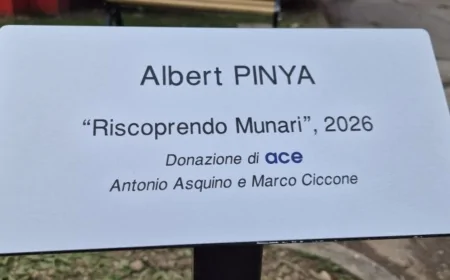 Albert PINYA
“Riscoprendo Munari”, 2026
Donazione di ace
Antonio Asquino e Marco Ciccone